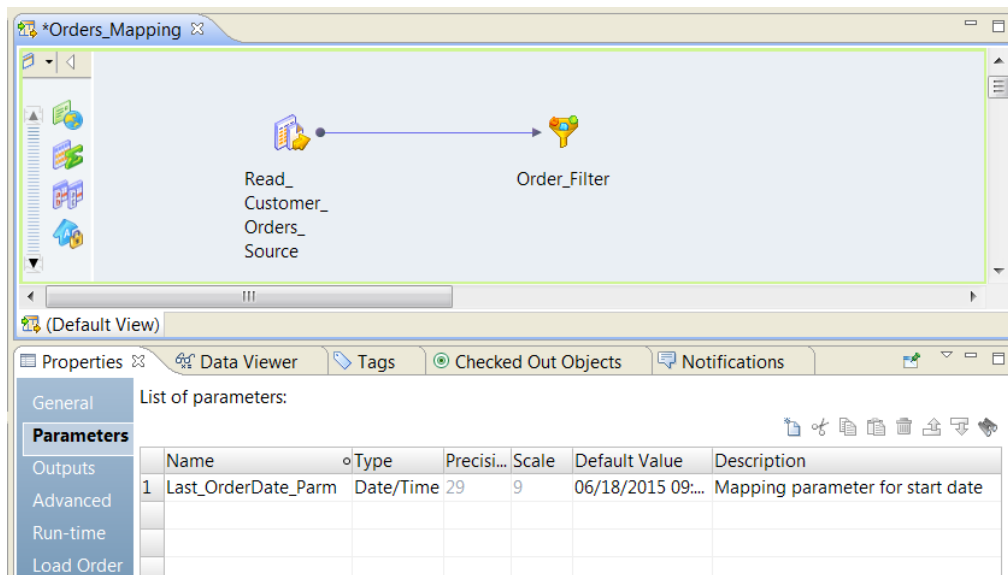 *Orders_Mapping
Read_
Customer_
Orders_
Source
Order_Filter
(Default View)
Properties Data Viewer Tags Checked Out Objects Notifications
General
List of parameters:
Parameters
Outputs
Advanced
Run-time
Load Order
Name Type Precisi... Scale Default Value Description
1 Last_OrderDate_Parm Date/Time 29 9 06/18/2015 09:... Mapping parameter for start date